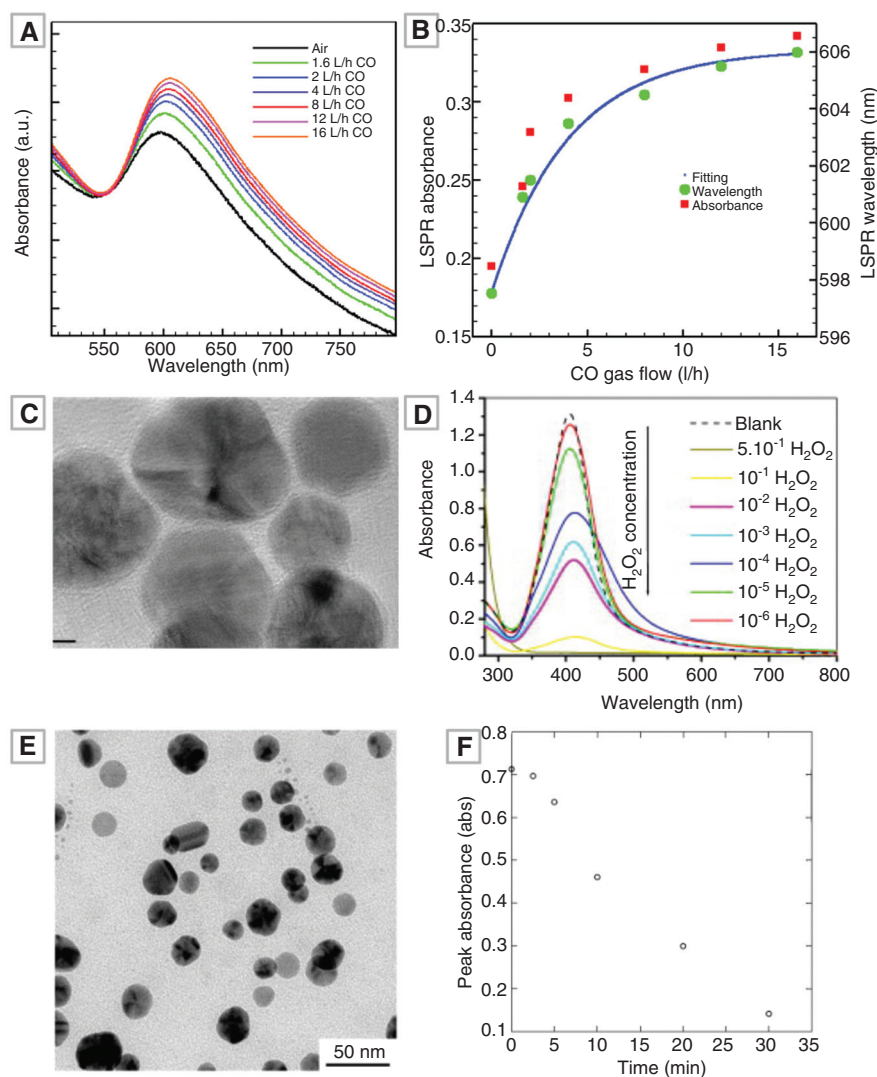 A
Absorbance (a.u.)
Air
1.6 L/h CO
2 L/h CO
4 L/h CO
8 L/h CO
12 L/h CO
16 L/h CO
550 600 650 700 750
Wavelength (nm)
B
LSPR absorbance
0.35
0.3
0.25
0.2
0.15
Fitting
Wavelength
Absorbance
606
604
602
600
598
596
LSPR wavelength (nm)
0 5 10 15
CO gas flow (l/h)
C
D
Absorbance
1.4
1.2
1.0
0.8
0.6
0.4
0.2
0.0
H₂O₂ concentration
Blank
5.10⁻¹ H₂O₂
10⁻¹ H₂O₂
10⁻² H₂O₂
10⁻³ H₂O₂
10⁻⁴ H₂O₂
10⁻⁵ H₂O₂
10⁻⁶ H₂O₂
300 400 500 600 700 800
Wavelength (nm)
E
50 nm
F
Peak absorbance (abs)
0.8
0.7
0.6
0.5
0.4
0.3
0.2
0.1
0 5 10 15 20 25 30 35
Time (min)